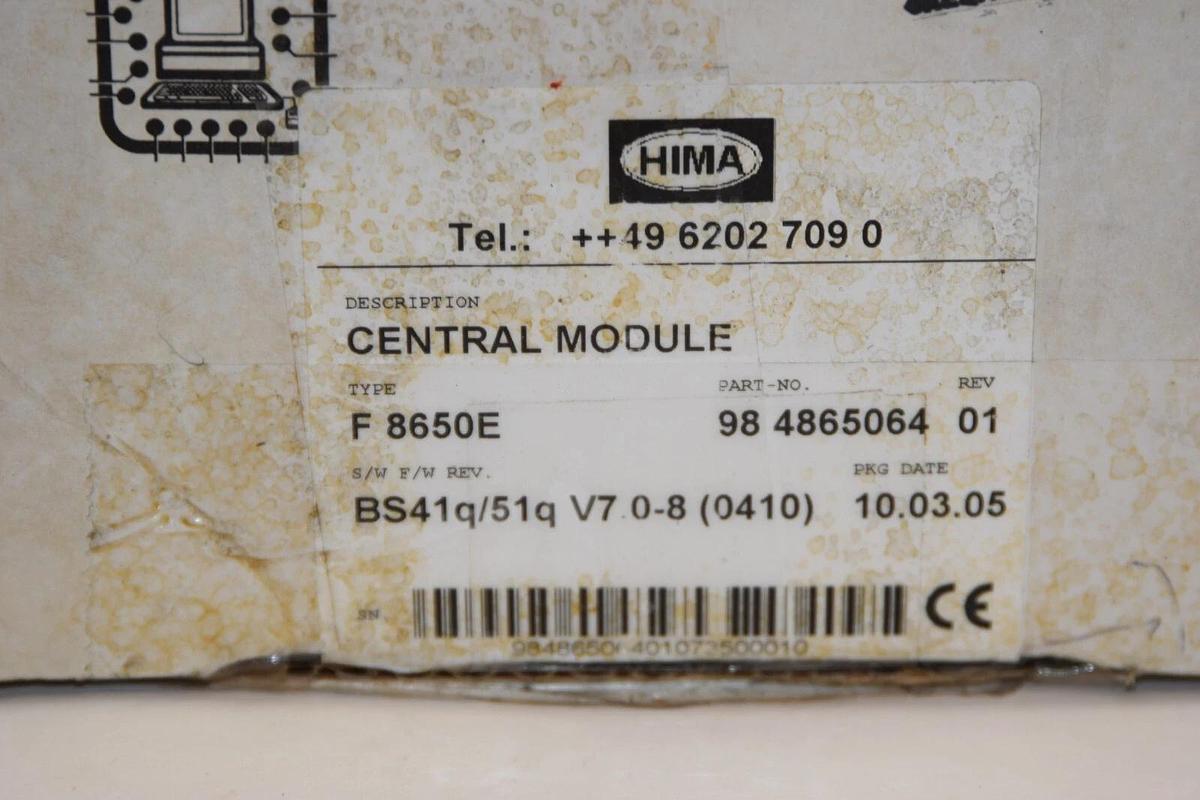 HIMA
Tel.: ++49 6202 709 0
DESCRIPTION
CENTRAL MODULE
TYPE PART-NO. REV
F 8650E 98 4865064 01
S/W F/W REV. PKG DATE
BS41q/51q V7.0-8 (0410) 10.03.05
SN
CE